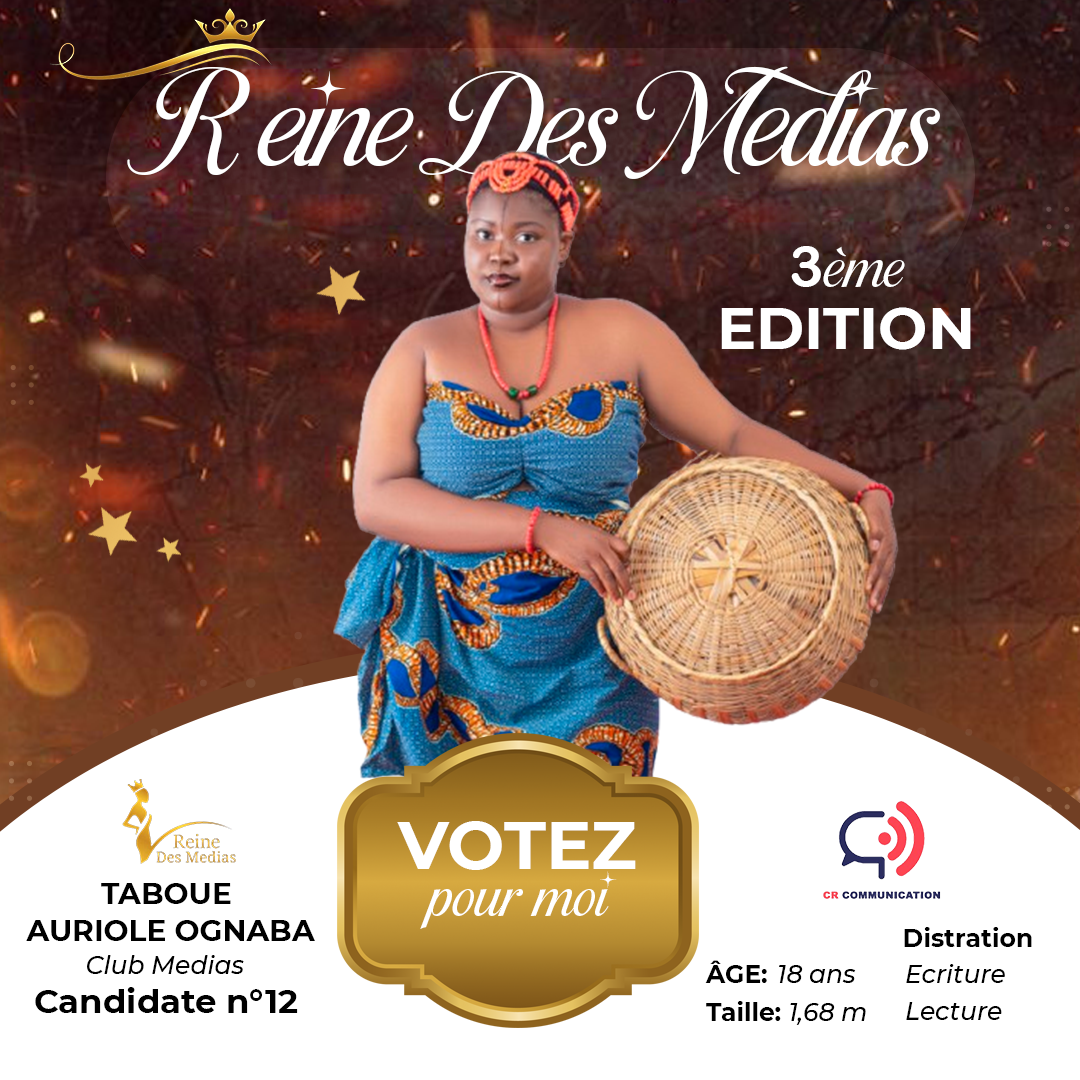 Reine Des Medias
3ème
EDITION
Reine
Des Medias
TABOUE
AURIOLE OGNABA
Club Medias
Candidate n°12
VOTEZ
pour moi
CR COMMUNICATION
Distration
ÂGE: 18 ans
Ecriture
Taille: 1,68 m
Lecture